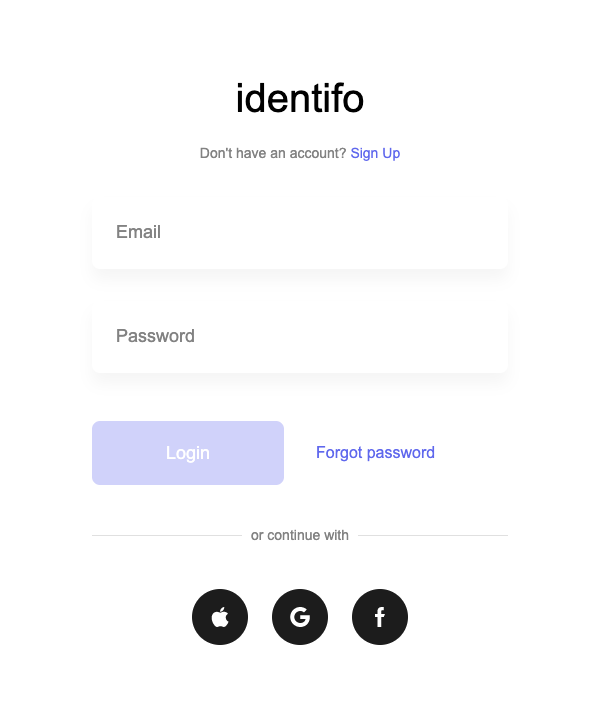 identifo
Don't have an account? Sign Up
Email
Password
Login Forgot password
or continue with